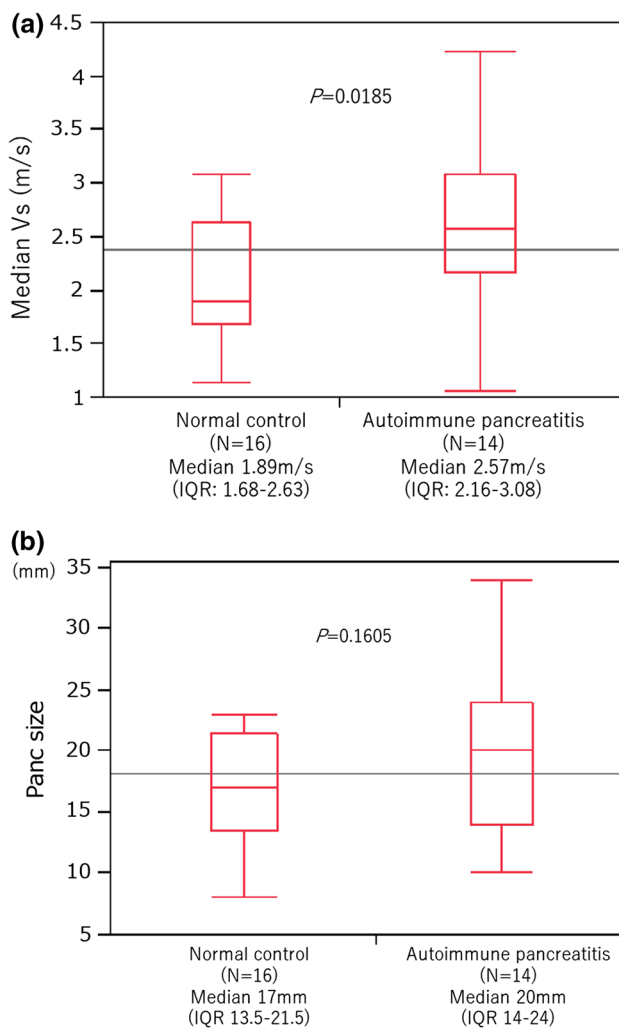 (a)
4.5
4
3.5
3
2.5
2
1.5
1
Median Vs (m/s)
P=0.0185
Normal control
(N=16)
Median 1.89m/s
(IQR: 1.68-2.63)
Autoimmune pancreatitis
(N=14)
Median 2.57m/s
(IQR: 2.16-3.08)
(b)
(mm)
35
30
25
20
15
10
5
Panc size
P=0.1605
Normal control
(N=16)
Median 17mm
(IQR 13.5-21.5)
Autoimmune pancreatitis
(N=14)
Median 20mm
(IQR 14-24)